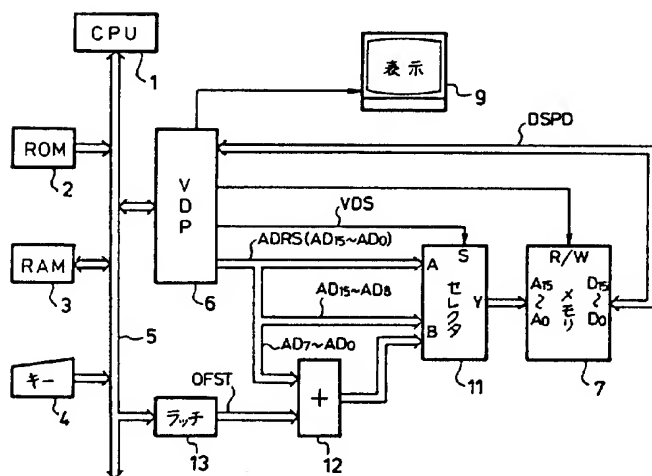 CPU
1
表示
9
ROM
2
VDP
6
DSPD
VDS
ADRS(AD15~AD0)
RAM
3
5
AD15~AD8
AD7~AD0
A
B
S
Y
セレクタ
11
R/W
A15~A0
メモリ
D15~D0
7
キー
4
OFST
ラッチ
13
+
12